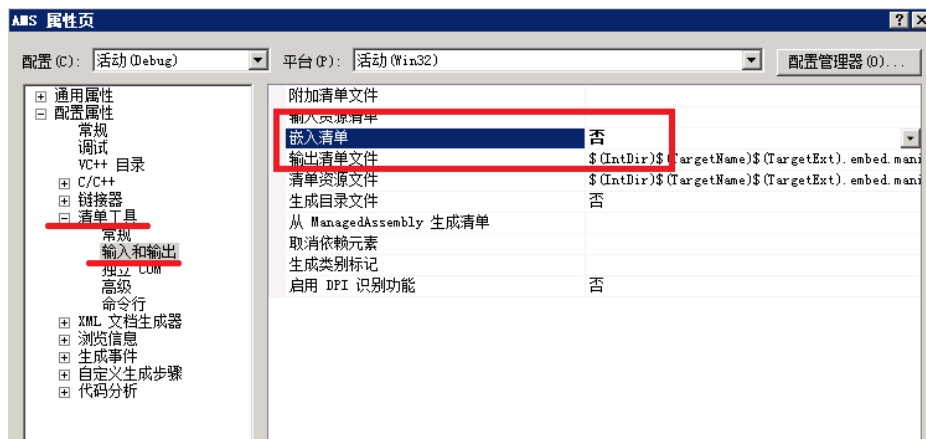 AMS 属性页
配置(C): 活动(Debug) 平台(P): 活动(Win32) 配置管理器(O)...
通用属性
配置属性
常规
调试
VC++ 目录
C/C++
链接器
清单工具
常规
输入和输出
独立 COM
高级
命令行
XML 文档生成器
浏览信息
生成事件
自定义生成步骤
代码分析
附加清单文件
输入资源清单
嵌入清单 否
输出清单文件 $(IntDir)$(TargetName)$(TargetExt).embed.mani
清单资源文件 $(IntDir)$(TargetName)$(TargetExt).embed.mani
生成目录文件 否
从 ManagedAssembly 生成清单
取消依赖元素
生成类别标记
启用 DPI 识别功能 否